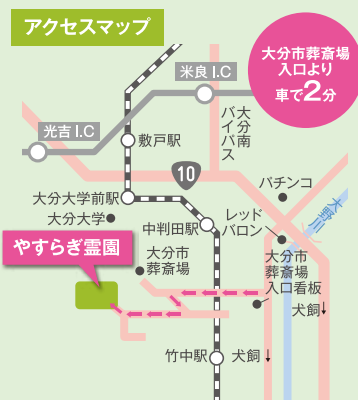 アクセスマップ
大分市葬斎場
入口より
車で2分
米良 I.C
光吉 I.C
大分南
バイパス
敷戸駅
10
パチンコ
大分大学前駅
大分大学
中判田駅
レッド
バロン
大野川
やすらぎ霊園
大分市
葬斎場
大分市
葬斎場
入口看板
犬飼↓
竹中駅
犬飼↓